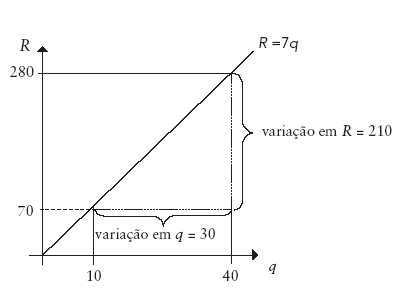 R
R =7q
280
variação em R = 210
70
variação em q = 30
10
40
q